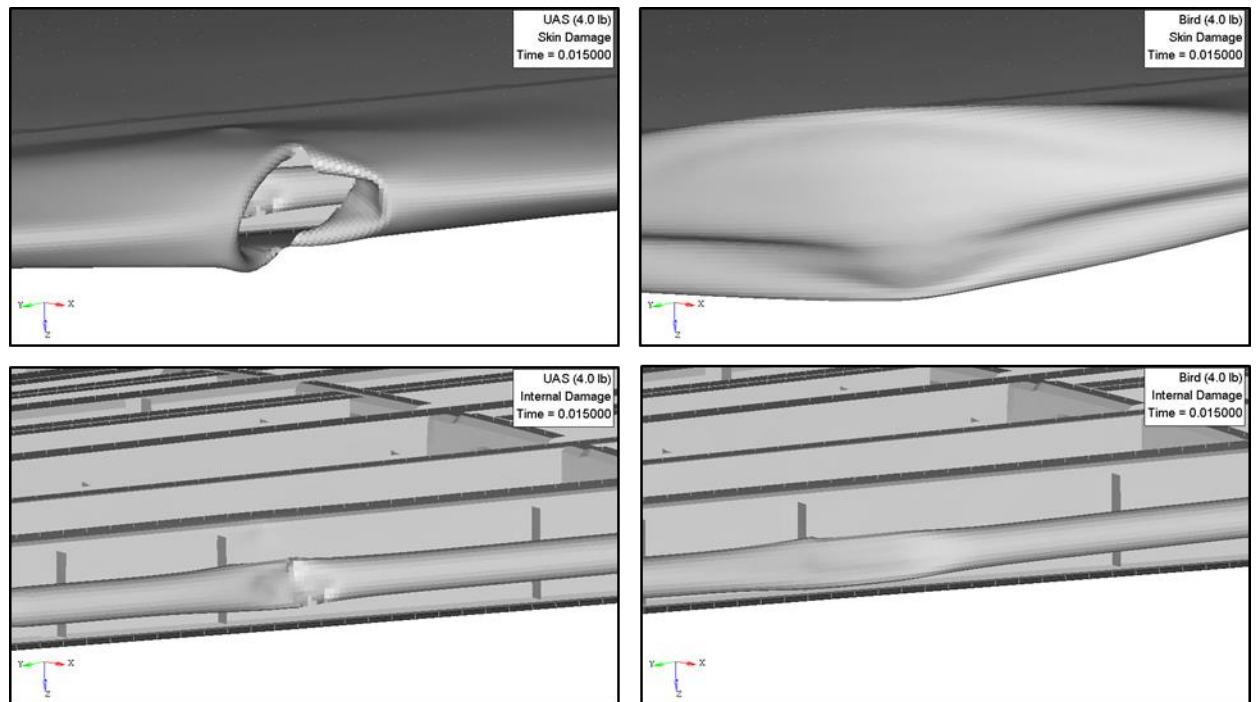 UAS (4.0 lb)
Skin Damage
Time = 0.015000
Y
X
Z
Bird (4.0 lb)
Skin Damage
Time = 0.015000
Y
X
Z
UAS (4.0 lb)
Internal Damage
Time = 0.015000
Y
X
Z
Bird (4.0 lb)
Internal Damage
Time = 0.015000
Y
X
Z